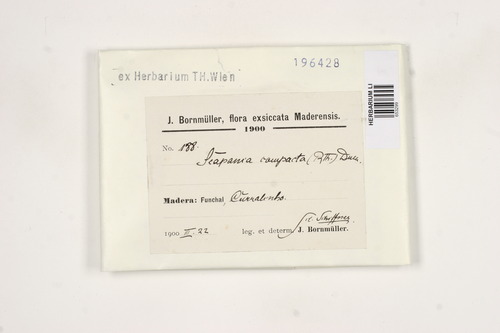 196428
ex Herbarium TH.Wien
HERBARIUM LI
J. Bornmüller, flora exsiccata Maderensis.
1900
No. 188. Scapania compacta (Rth.) Dum.
Madera: Funchal, Curralinho.
1900 III. 22 leg. et determ. J. Bornmüller.